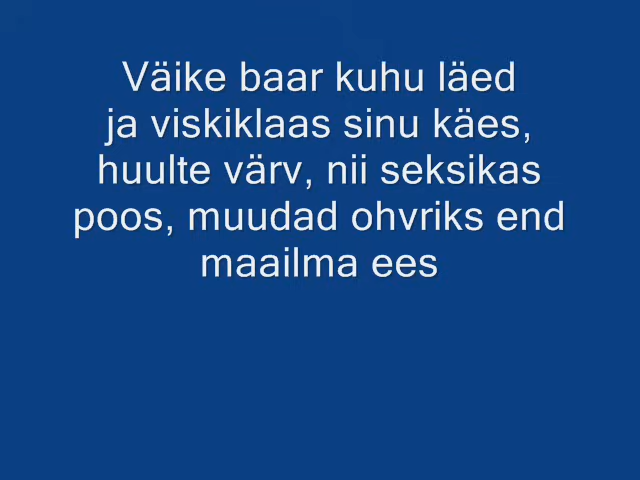 Väike baar kuhu läed
ja viskiklaas sinu käes,
huulte värv, nii seksikas
poos, muudad ohvriks end
maailma ees